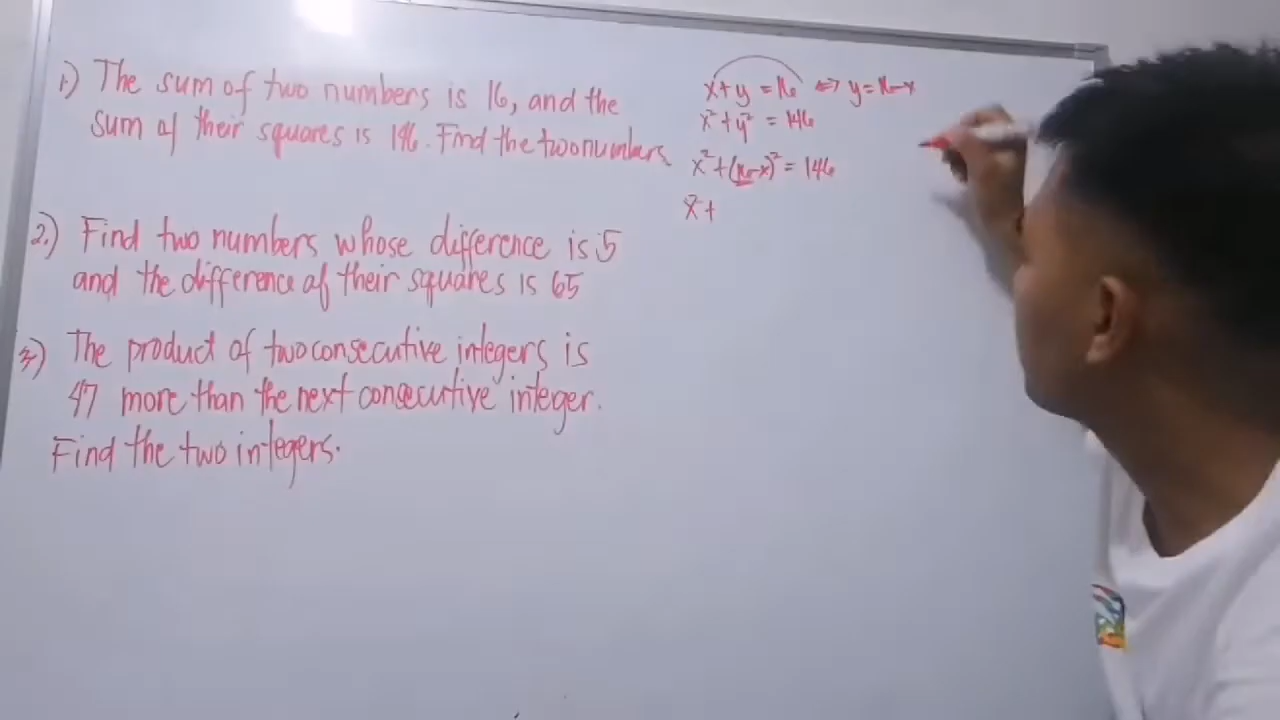 1.) The sum of two numbers is 16, and the
sum of their squares is 146. Find the two numbers
2.) Find two numbers whose difference is 5
and the difference of their squares is 65
3.) The product of two consecutive integers is
47 more than the next consecutive integer.
Find the two integers.
x+y = 16 ⇔ y=16-x
x²+y² = 146
x²+(16-x)² = 146
x²+